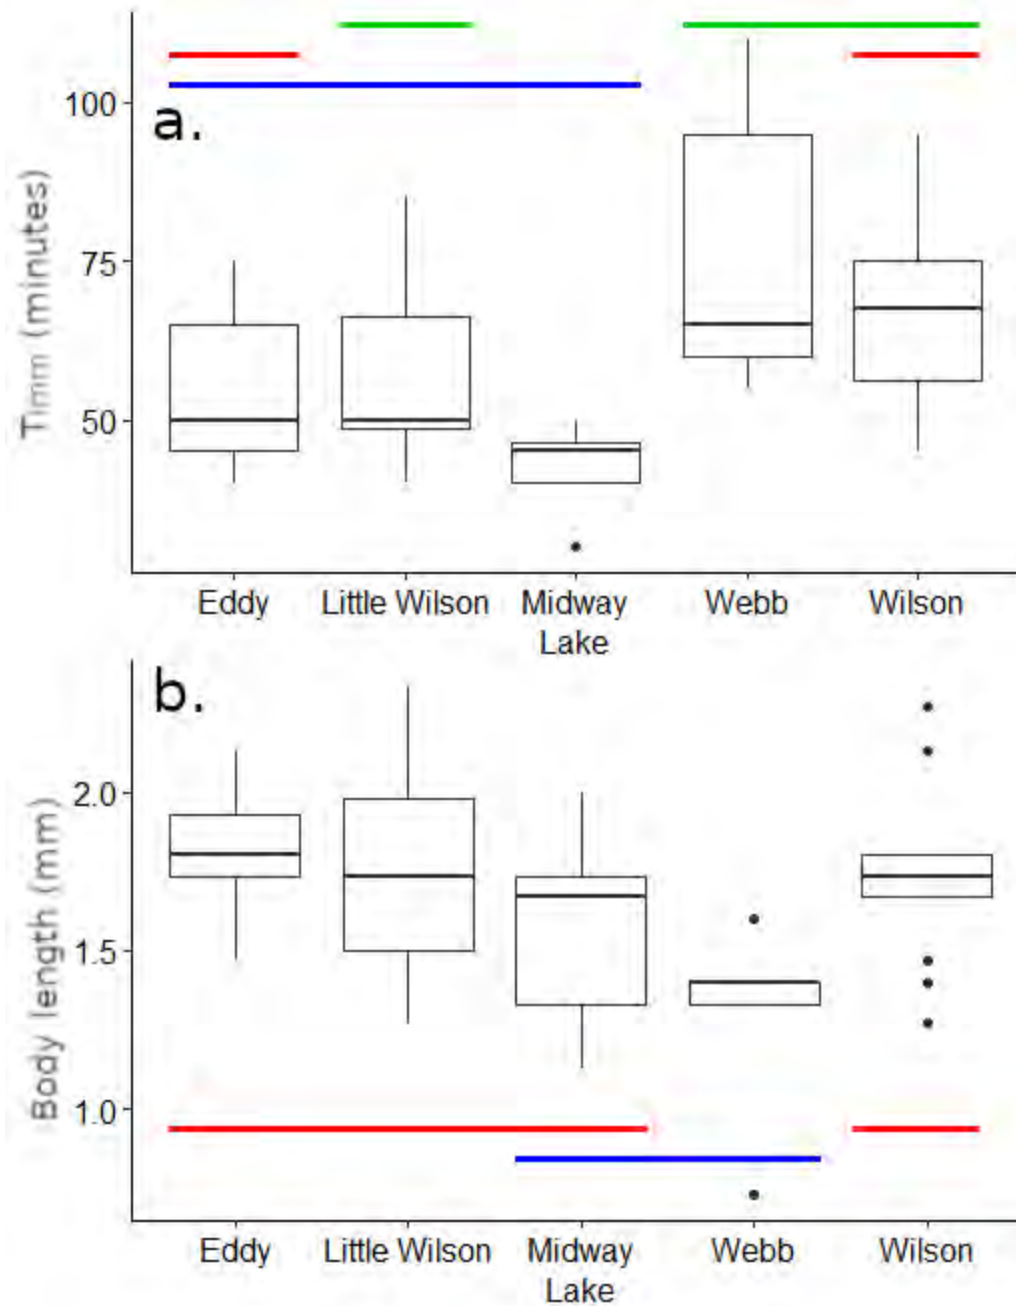 a.
Timm (minutes)
100
75
50
Eddy Little Wilson Midway Webb Wilson
Lake
b.
Body length (mm)
2.0
1.5
1.0
Eddy Little Wilson Midway Webb Wilson
Lake